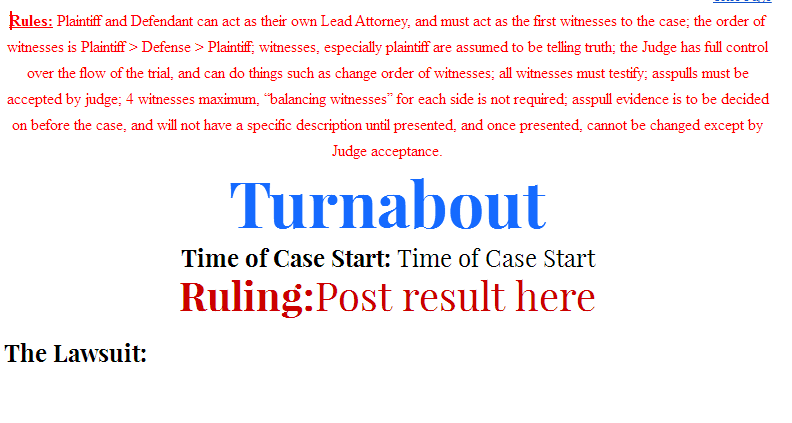 Rules: Plaintiff and Defendant can act as their own Lead Attorney, and must act as the first witnesses to the case; the order of
witnesses is Plaintiff > Defense > Plaintiff; witnesses, especially plaintiff are assumed to be telling truth; the Judge has full control
over the flow of the trial, and can do things such as change order of witnesses; all witnesses must testify; asspulls must be
accepted by judge; 4 witnesses maximum, “balancing witnesses” for each side is not required; asspull evidence is to be decided
on before the case, and will not have a specific description until presented, and once presented, cannot be changed except by
Judge acceptance.
Turnabout
Time of Case Start: Time of Case Start
Ruling:Post result here
The Lawsuit: